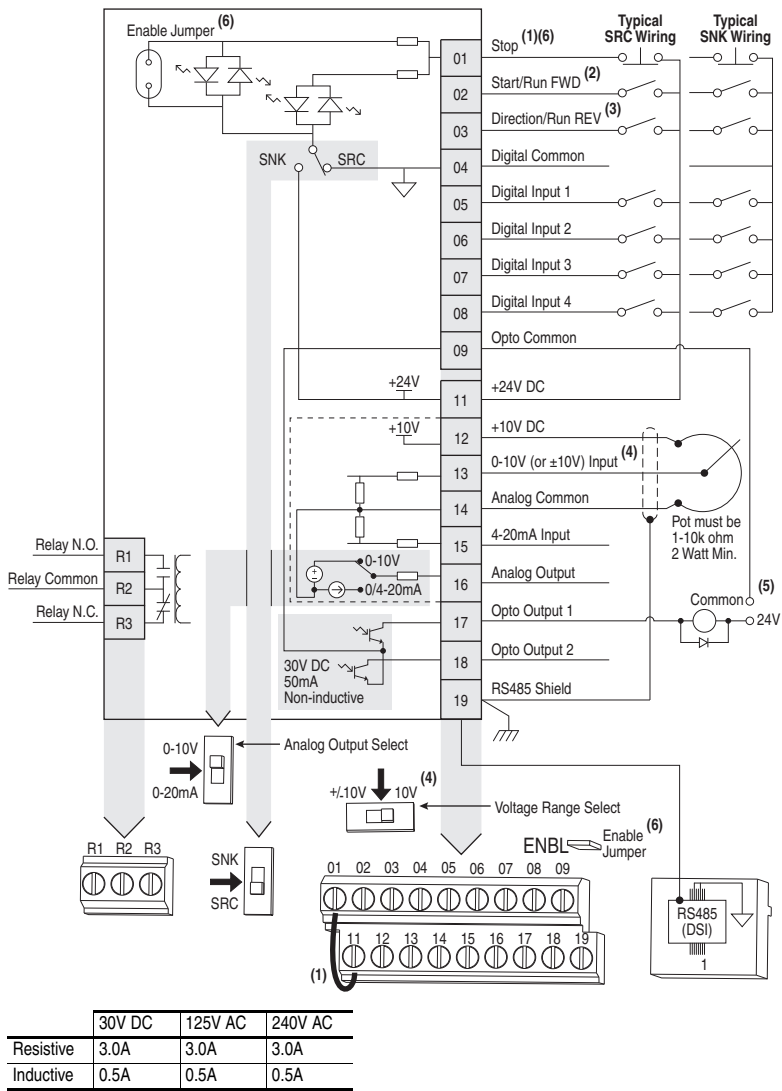 Enable Jumper (6)
Typical
SRC Wiring
Typical
SNK Wiring
01
Stop (1)(6)
02
Start/Run FWD (2)
03
Direction/Run REV (3)
SNK
SRC
04
Digital Common
05
Digital Input 1
06
Digital Input 2
07
Digital Input 3
08
Digital Input 4
09
Opto Common
+24V
11
+24V DC
+10V
12
+10V DC
13
0-10V (or ±10V) Input (4)
14
Analog Common
Pot must be
1-10k ohm
2 Watt Min.
15
4-20mA Input
0-10V
0/4-20mA
16
Analog Output
Relay N.O.
R1
Relay Common
R2
Relay N.C.
R3
Common
(5)
24V
17
Opto Output 1
18
Opto Output 2
30V DC
50mA
Non-inductive
19
RS485 Shield
0-10V
0-20mA
Analog Output Select
+/-10V
10V
(4)
Voltage Range Select
R1 R2 R3
SNK
SRC
ENBL
Enable
Jumper
(6)
01 02 03 04 05 06 07 08 09
11 12 13 14 15 16 17 18 19
(1)
RS485
(DSI)
1
30V DC 125V AC 240V AC
Resistive 3.0A 3.0A 3.0A
Inductive 0.5A 0.5A 0.5A